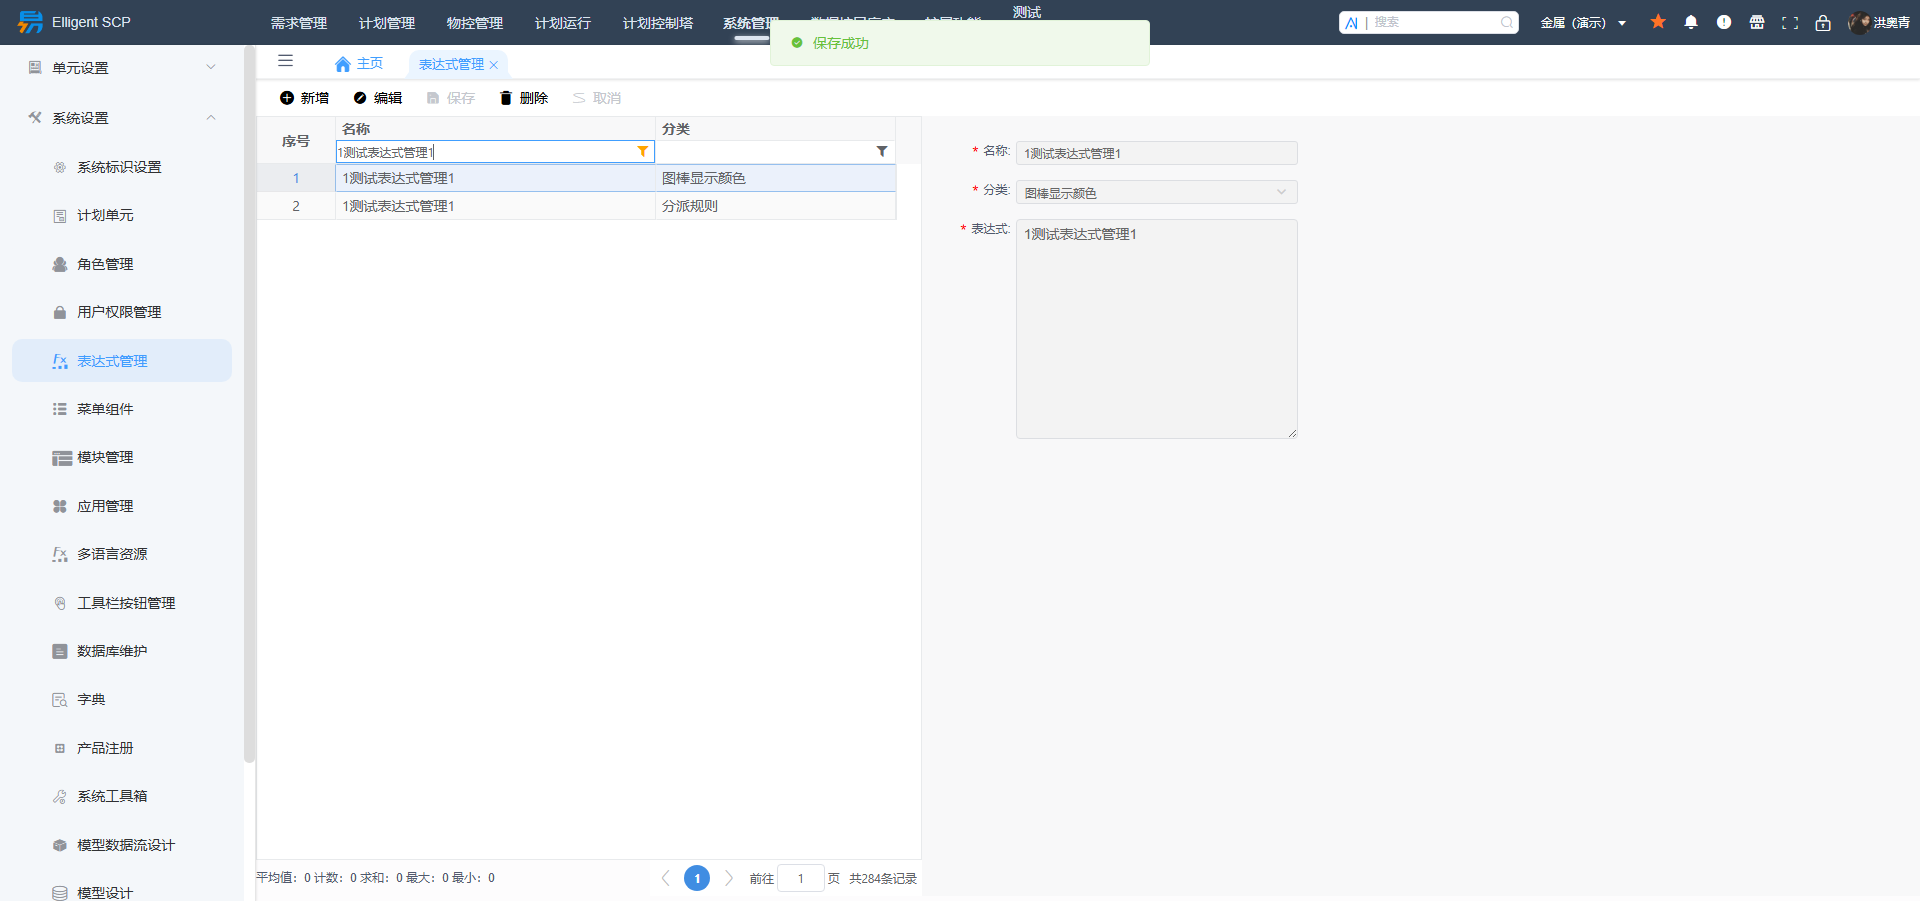 Elligent SCP
需求管理
计划管理
物控管理
计划运行
计划控制塔
系统管理
测试
搜索
金属（演示）
洪奥青
保存成功
单元设置
系统设置
系统标识设置
计划单元
角色管理
用户权限管理
表达式管理
菜单组件
模块管理
应用管理
多语言资源
工具栏按钮管理
数据库维护
字典
产品注册
系统工具箱
模型数据流设计
模型设计
主页
表达式管理
新增
编辑
保存
删除
取消
序号 名称 分类
1测试表达式管理1
1 1测试表达式管理1 图棒显示颜色
2 1测试表达式管理1 分派规则
* 名称: 1测试表达式管理1
* 分类: 图棒显示颜色
* 表达式: 1测试表达式管理1
平均值：0 计数：0 求和：0 最大：0 最小：0
1
前往 1 页 共284条记录